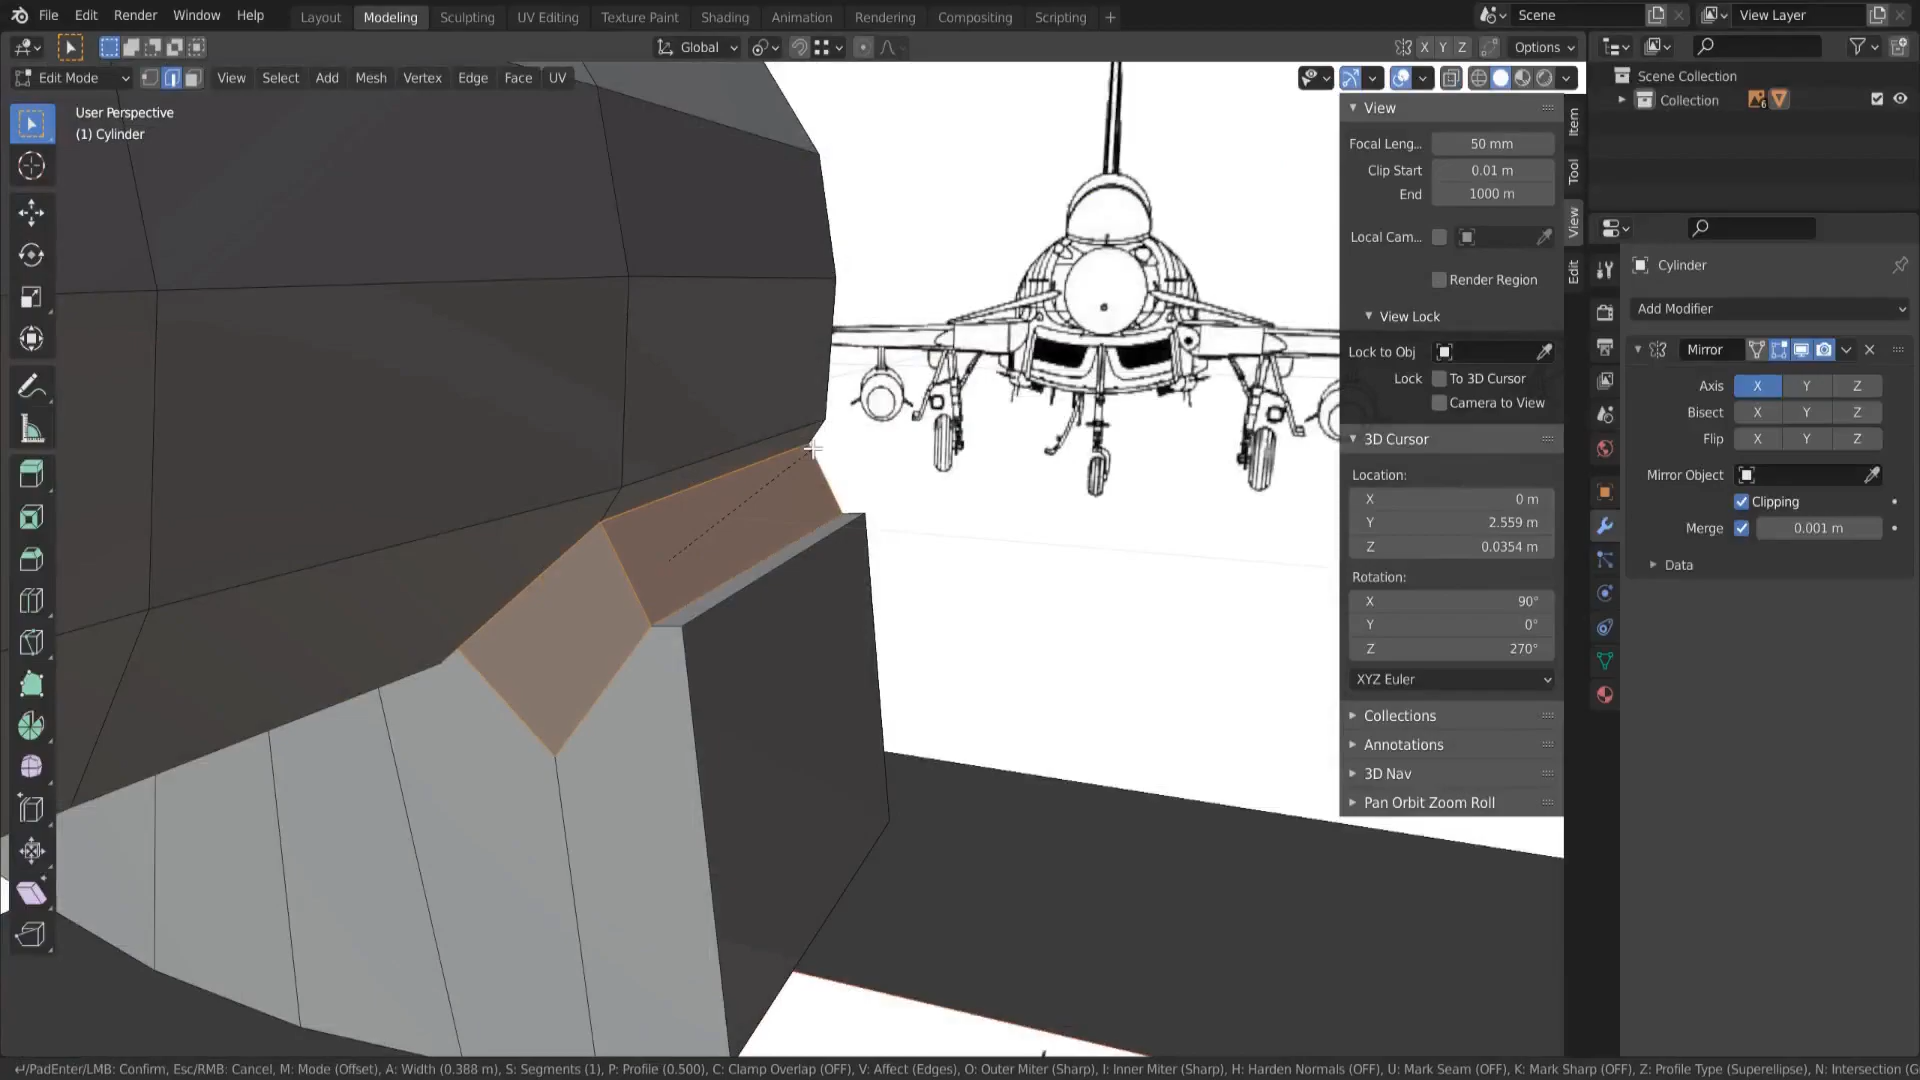 File Edit Render Window Help Layout Modeling Sculpting UV Editing Texture Paint Shading Animation Rendering Compositing Scripting + Scene View Layer
Global X Y Z Options
Edit Mode View Select Add Mesh Vertex Edge Face UV
User Perspective
(1) Cylinder
View
Focal Leng... 50 mm
Clip Start 0.01 m
End 1000 m
Local Cam...
Render Region
View Lock
Lock to Obj
Lock To 3D Cursor
Camera to View
3D Cursor
Location:
X 0 m
Y 2.559 m
Z 0.0354 m
Rotation:
X 90°
Y 0°
Z 270°
XYZ Euler
Collections
Annotations
3D Nav
Pan Orbit Zoom Roll
Item
Tool
View
Edit
Scene Collection
Collection 6
Cylinder
Add Modifier
Mirror
Axis X Y Z
Bisect X Y Z
Flip X Y Z
Mirror Object
Clipping
Merge 0.001 m
Data
↵/PadEnter/LMB: Confirm, Esc/RMB: Cancel, M: Mode (Offset), A: Width (0.388 m), S: Segments (1), P: Profile (0.500), C: Clamp Overlap (OFF), V: Affect (Edges), O: Outer Miter (Sharp), I: Inner Miter (Sharp), H: Harden Normals (OFF), U: Mark Seam (OFF), K: Mark Sharp (OFF), Z: Profile Type (Superellipse), N: Intersection (G